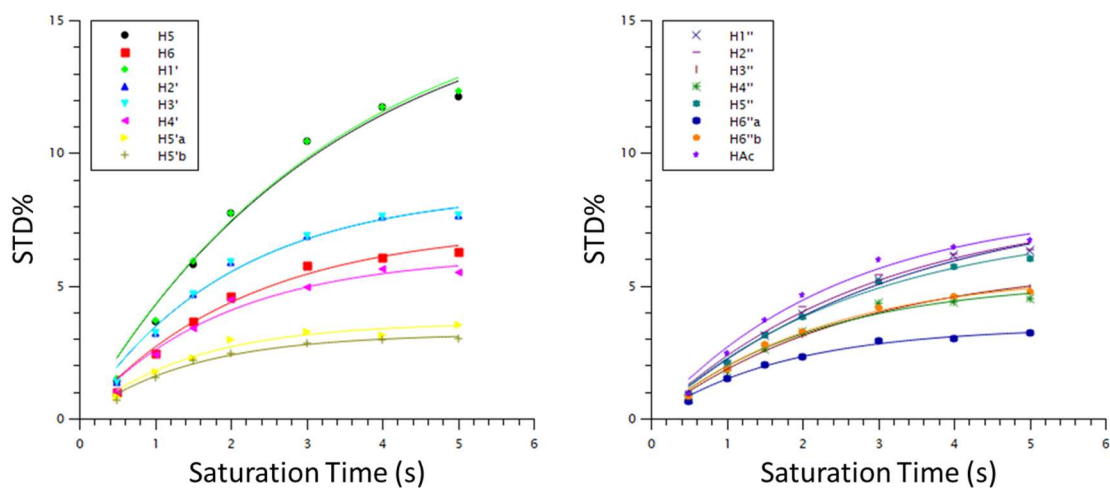 15
10
5
0
STD%
H5
H6
H1'
H2'
H3'
H4'
H5'a
H5'b
0 1 2 3 4 5 6
Saturation Time (s)
15
10
5
0
STD%
H1''
H2''
H3''
H4''
H5''
H6''a
H6''b
HAc
0 1 2 3 4 5 6
Saturation Time (s)